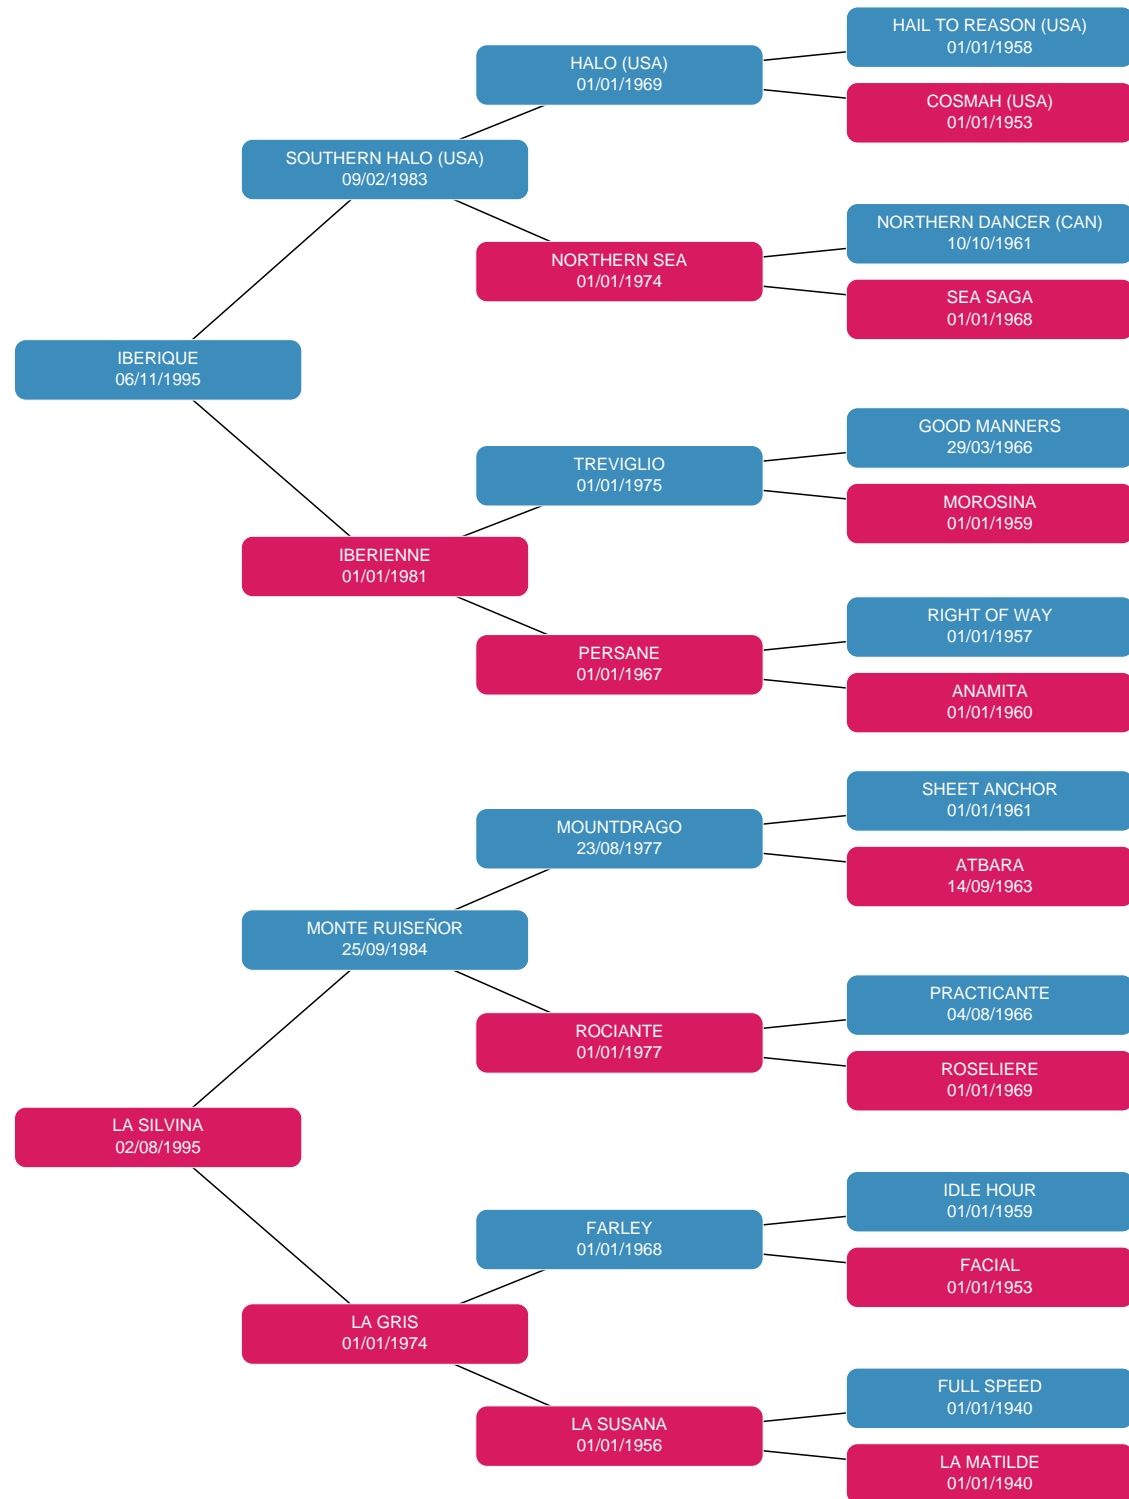 HAIL TO REASON (USA)
01/01/1958
HALO (USA)
01/01/1969
COSMAH (USA)
01/01/1953
SOUTHERN HALO (USA)
09/02/1983
NORTHERN DANCER (CAN)
10/10/1961
NORTHERN SEA
01/01/1974
SEA SAGA
01/01/1968
IBERIQUE
06/11/1995
GOOD MANNERS
29/03/1966
TREVIGLIO
01/01/1975
MOROSINA
01/01/1959
IBERIENNE
01/01/1981
RIGHT OF WAY
01/01/1957
PERSANE
01/01/1967
ANAMITA
01/01/1960
SHEET ANCHOR
01/01/1961
MOUNTDRAGO
23/08/1977
ATBARA
14/09/1963
MONTE RUISEÑOR
25/09/1984
PRACTICANTE
04/08/1966
ROCIANTE
01/01/1977
ROSELIERE
01/01/1969
LA SILVINA
02/08/1995
IDLE HOUR
01/01/1959
FARLEY
01/01/1968
FACIAL
01/01/1953
LA GRIS
01/01/1974
FULL SPEED
01/01/1940
LA SUSANA
01/01/1956
LA MATILDE
01/01/1940